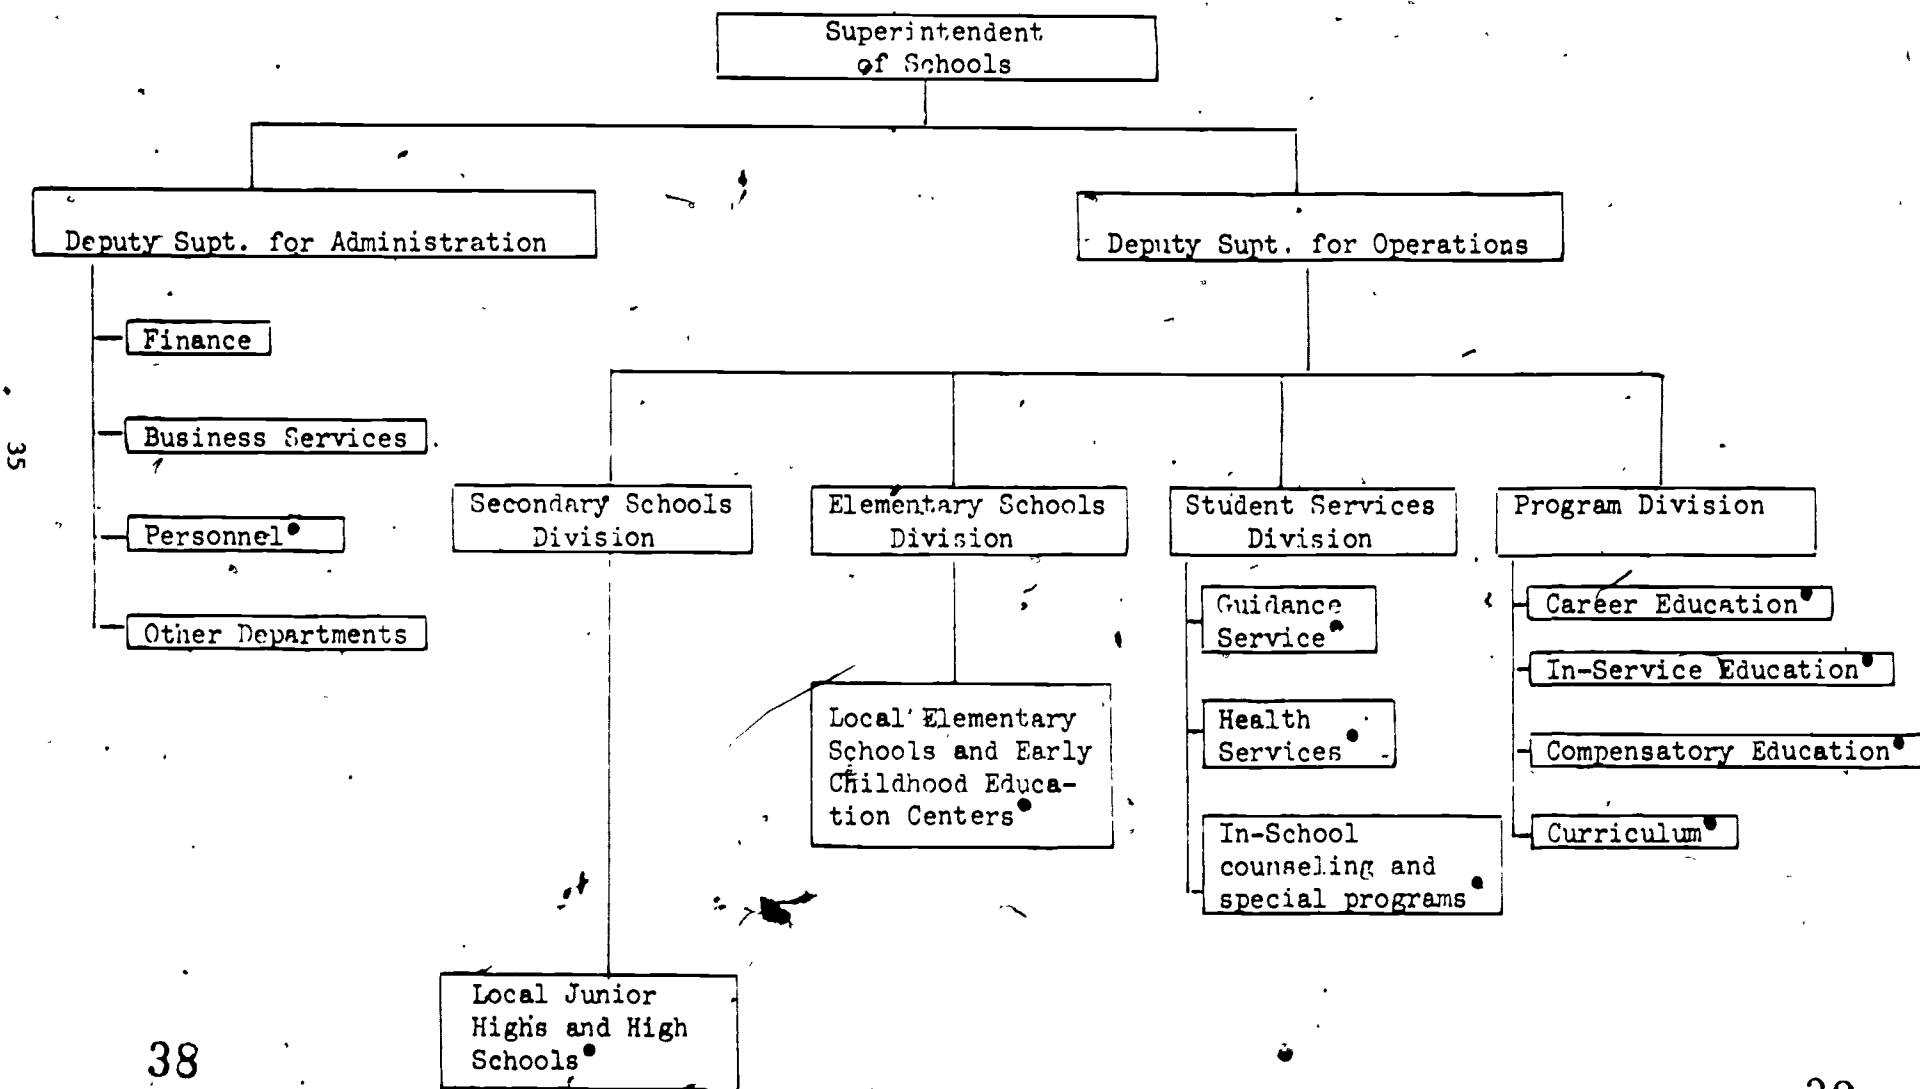 Superintendent
of Schools
Deputy Supt. for Administration
Deputy Supt. for Operations
Finance
Business Services
Personnel
Other Departments
Secondary Schools
Division
Elementary Schools
Division
Student Services
Division
Program Division
Guidance
Service
Health
Services
In-School
counseling and
special programs
Career Education
In-Service Education
Compensatory Education
Curriculum
Local Elementary
Schools and Early
Childhood Educa-
tion Centers
Local Junior
Highs and High
Schools
35
38